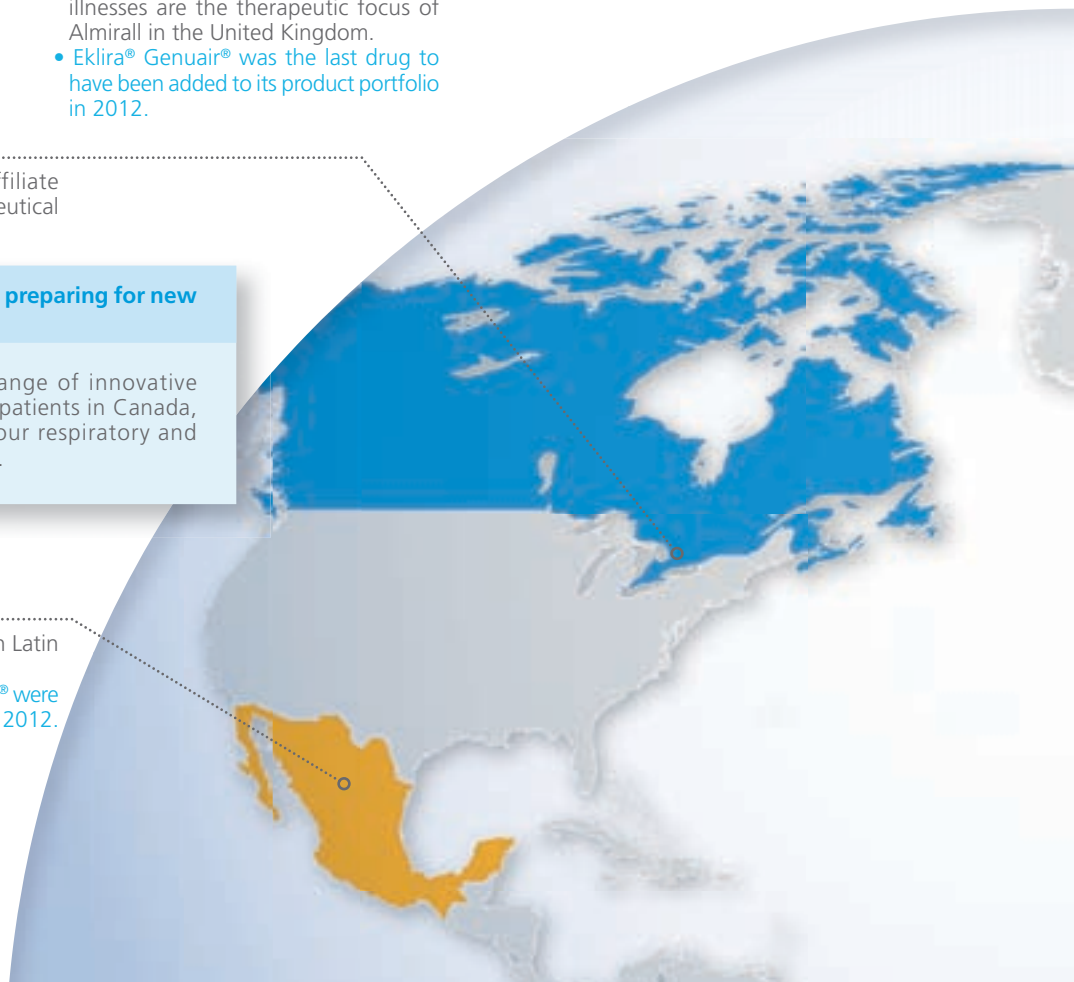 illnesses are the therapeutic focus of
Almirall in the United Kingdom.
• Eklira® Genuair® was the last drug to
have been added to its product portfolio
in 2012.
preparing for new
ange of innovative
patients in Canada,
our respiratory and
Latin
® were
2012.